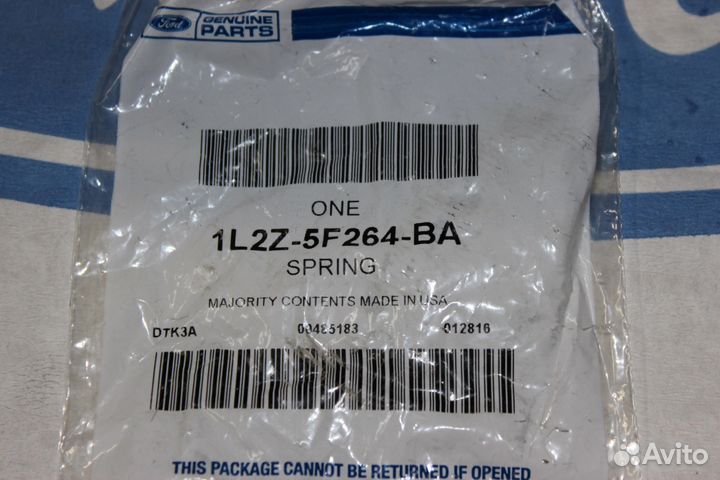 Ford
GENUINE
PARTS
ONE
1L2Z-5F264-BA
SPRING
MAJORITY CONTENTS MADE IN USA
DTK3A 00485183 012816
THIS PACKAGE CANNOT BE RETURNED IF OPENED
Avito